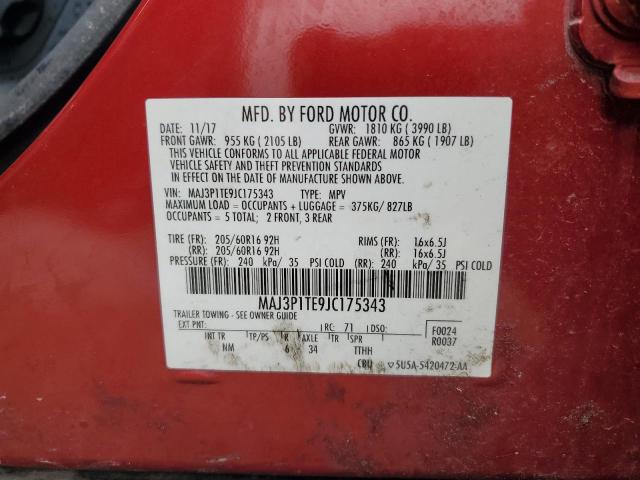 MFD. BY FORD MOTOR CO.
DATE: 11/17 GVWR: 1810 KG ( 3990 LB)
FRONT GAWR: 955 KG ( 2105 LB) REAR GAWR: 865 KG ( 1907 LB)
THIS VEHICLE CONFORMS TO ALL APPLICABLE FEDERAL MOTOR
VEHICLE SAFETY AND THEFT PREVENTION STANDARDS
IN EFFECT ON THE DATE OF MANUFACTURE SHOWN ABOVE.
VIN: MAJ3P1TE9JC175343 TYPE: MPV
MAXIMUM LOAD = OCCUPANTS + LUGGAGE = 375KG/ 827LB
OCCUPANTS = 5 TOTAL; 2 FRONT, 3 REAR
TIRE (FR): 205/60R16 92H RIMS (FR): 16x6.5J
(RR): 205/60R16 92H (RR): 16x6.5J
PRESSURE (FR): 240 kPa/ 35 PSI COLD (RR): 240 kPa/ 35 PSI COLD
MAJ3P1TE9JC175343
TRAILER TOWING - SEE OWNER GUIDE
EXT PNT: RC: 71 DSO: F0024
R0037
INT TR TP/PS R AXLE TR SPR
NM 6 34 TTHH
CBU 5U5A-5420472-AA